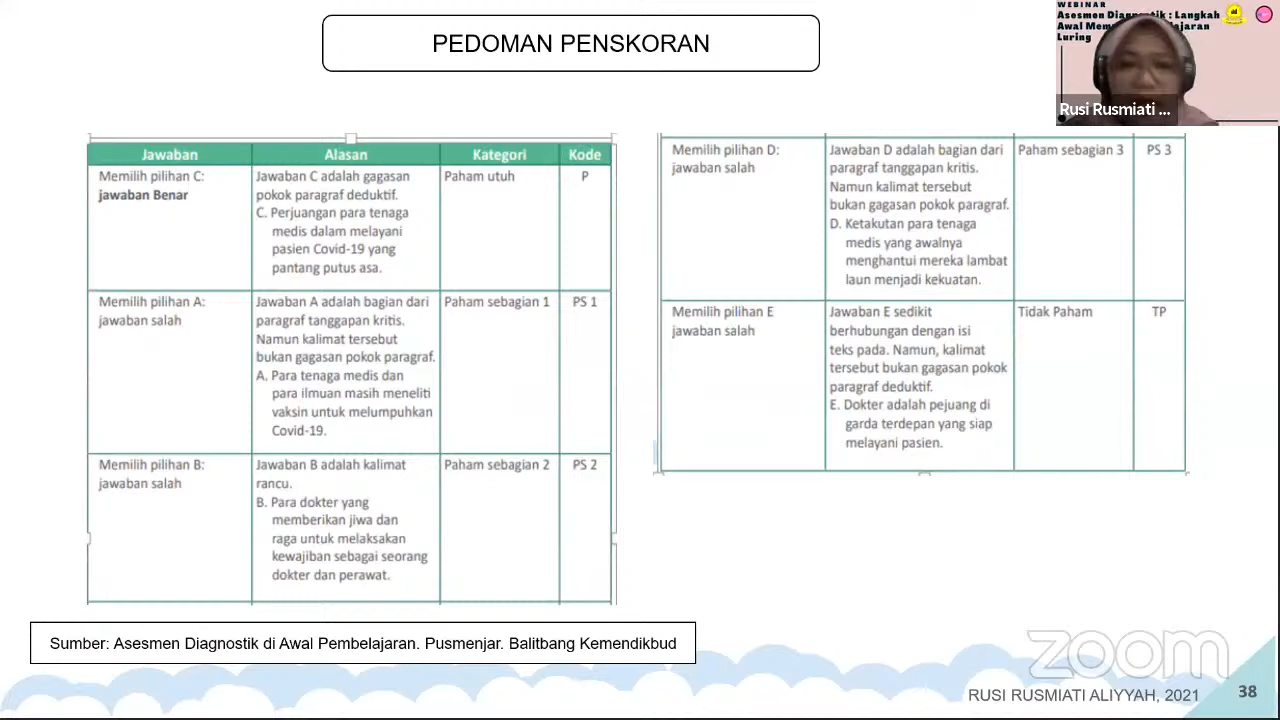 PEDOMAN PENSKORAN
WEBINAR
Asesmen Diagnostik : Langkah
Awal Pembelajaran
Luring
Rusi Rusmiati ...
Jawaban Alasan Kategori Kode
Memilih pilihan C:
jawaban Benar
Jawaban C adalah gagasan
pokok paragraf deduktif.
C. Perjuangan para tenaga
medis dalam melayani
pasien Covid-19 yang
pantang putus asa.
Paham utuh
P
Memilih pilihan A:
jawaban salah
Jawaban A adalah bagian dari
paragraf tanggapan kritis.
Namun kalimat tersebut
bukan gagasan pokok paragraf.
A. Para tenaga medis dan
para ilmuan masih meneliti
vaksin untuk melumpuhkan
Covid-19.
Paham sebagian 1
PS 1
Memilih pilihan B:
jawaban salah
Jawaban B adalah kalimat
rancu.
B. Para dokter yang
memberikan jiwa dan
raga untuk melaksakan
kewajiban sebagai seorang
dokter dan perawat.
Paham sebagian 2
PS 2
Memilih pilihan D:
jawaban salah
Jawaban D adalah bagian dari
paragraf tanggapan kritis.
Namun kalimat tersebut
bukan gagasan pokok paragraf.
D. Ketakutan para tenaga
medis yang awalnya
menghantui mereka lambat
laun menjadi kekuatan.
Paham sebagian 3
PS 3
Memilih pilihan E
jawaban salah
Jawaban E sedikit
berhubungan dengan isi
teks pada. Namun, kalimat
tersebut bukan gagasan pokok
paragraf deduktif.
E. Dokter adalah pejuang di
garda terdepan yang siap
melayani pasien.
Tidak Paham
TP
Sumber: Asesmen Diagnostik di Awal Pembelajaran. Pusmenjar. Balitbang Kemendikbud
zoom
RUSI RUSMIATI ALIYYAH, 2021
38